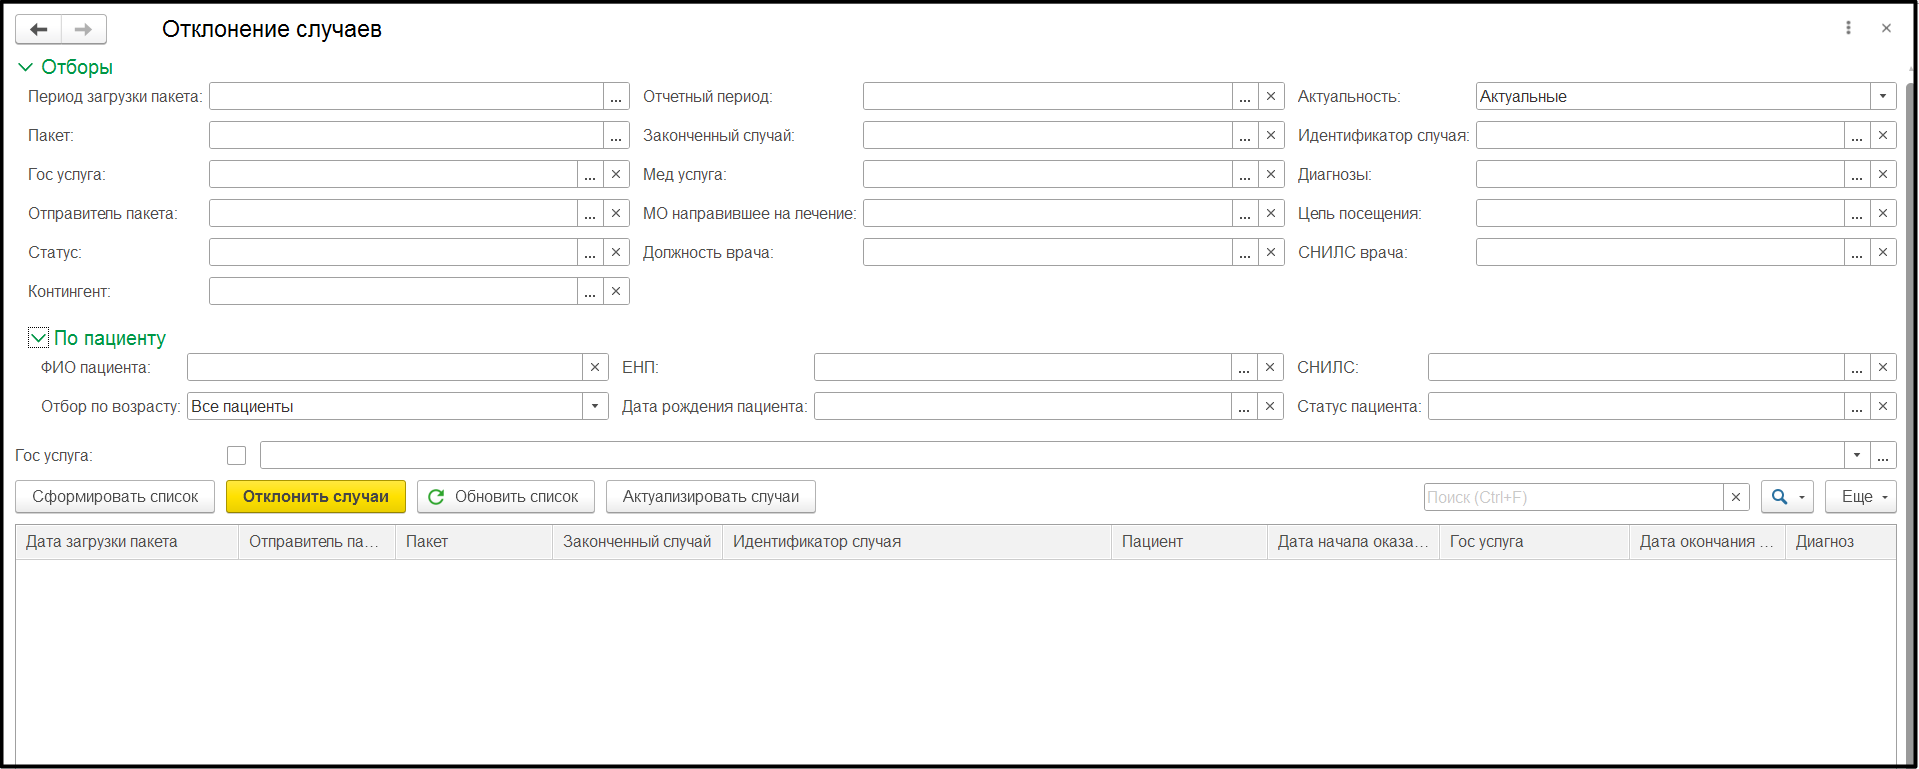 Отклонение случаев
Отборы
Период загрузки пакета: ... Отчетный период: ... × Актуальность: Актуальные
Пакет: ... Законченный случай: ... × Идентификатор случая: ... ×
Гос услуга: ... × Мед услуга: ... × Диагнозы: ... ×
Отправитель пакета: ... × МО направившее на лечение: ... × Цель посещения: ... ×
Статус: ... × Должность врача: ... × СНИЛС врача: ... ×
Контингент: ... ×
По пациенту
ФИО пациента: × ЕНП: ... × СНИЛС: ... ×
Отбор по возрасту: Все пациенты Дата рождения пациента: ... × Статус пациента: ... ×
Гос услуга: ...
Сформировать список Отклонить случаи Обновить список Актуализировать случаи Поиск (Ctrl+F) × Еще
Дата загрузки пакета Отправитель па... Пакет Законченный случай Идентификатор случая Пациент Дата начала оказа... Гос услуга Дата окончания ... Диагноз